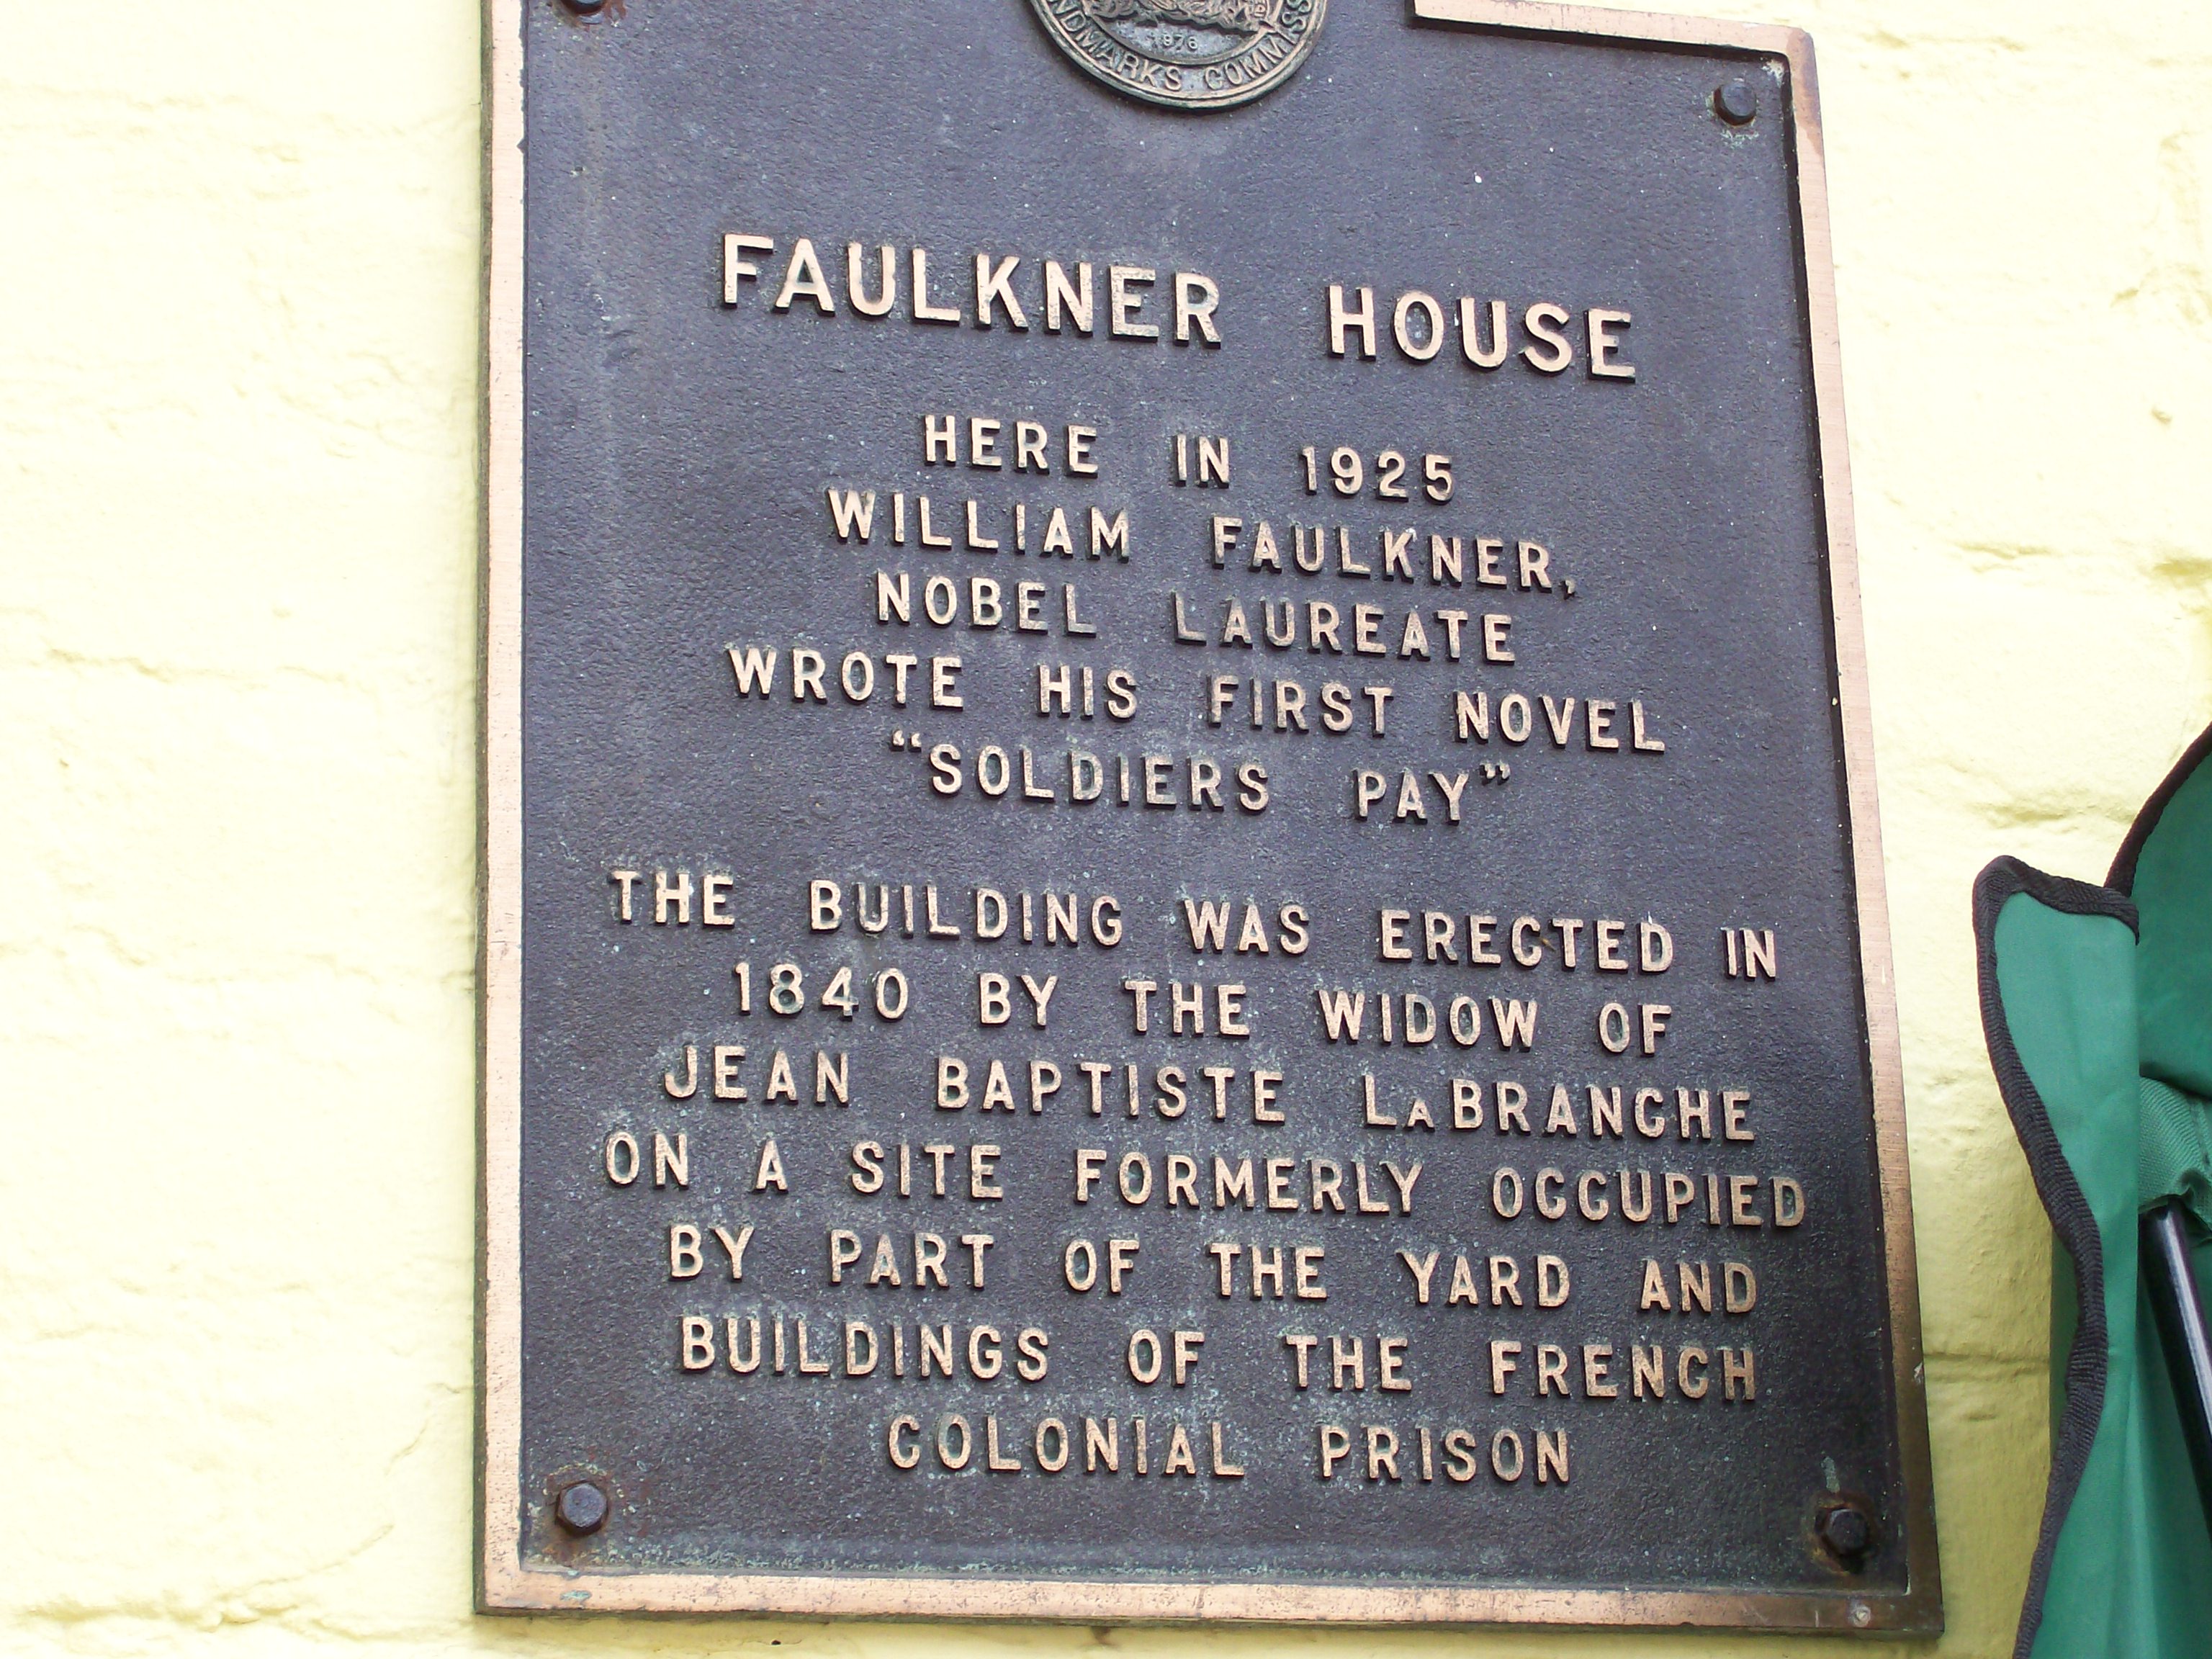 1976
FAULKNER HOUSE
HERE IN 1925
WILLIAM FAULKNER,
NOBEL LAUREATE
WROTE HIS FIRST NOVEL
“SOLDIERS PAY”
THE BUILDING WAS ERECTED IN
1840 BY THE WIDOW OF
JEAN BAPTISTE LABRANCHE
ON A SITE FORMERLY OCCUPIED
BY PART OF THE YARD AND
BUILDINGS OF THE FRENCH
COLONIAL PRISON